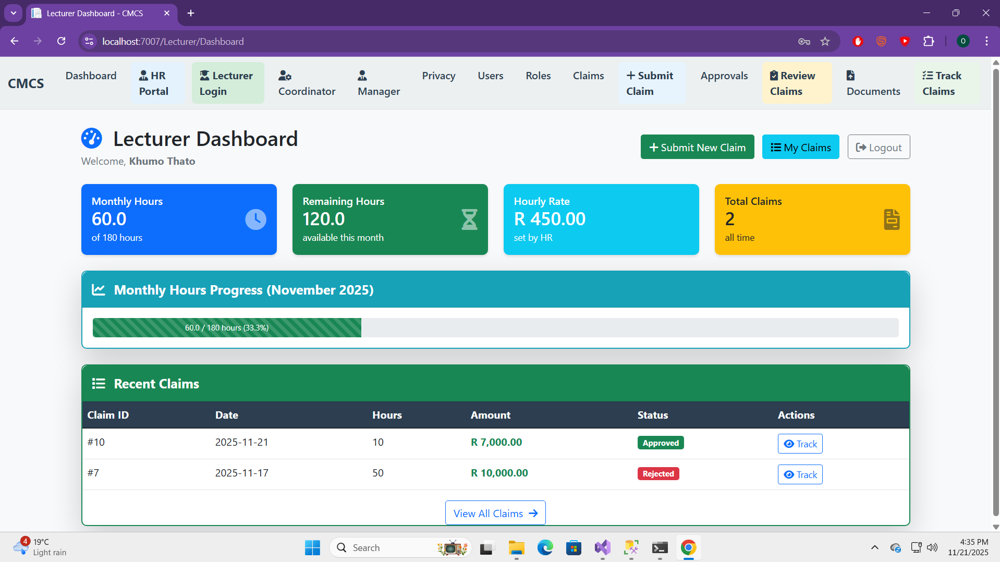 Lecturer Dashboard - CMCS
localhost:7007/Lecturer/Dashboard
O
CMCS
Dashboard
HR Portal
Lecturer Login
Coordinator
Manager
Privacy
Users
Roles
Claims
Submit Claim
Approvals
Review Claims
Documents
Track Claims
Lecturer Dashboard
Welcome, Khumo Thato
Submit New Claim
My Claims
Logout
Monthly Hours
60.0
of 180 hours
Remaining Hours
120.0
available this month
Hourly Rate
R 450.00
set by HR
Total Claims
2
all time
Monthly Hours Progress (November 2025)
60.0 / 180 hours (33.3%)
Recent Claims
Claim ID Date Hours Amount Status Actions
#10 2025-11-21 10 R 7,000.00 Approved Track
#7 2025-11-17 50 R 10,000.00 Rejected Track
View All Claims
4
19°C
Light rain
Search
4:35 PM
11/21/2025